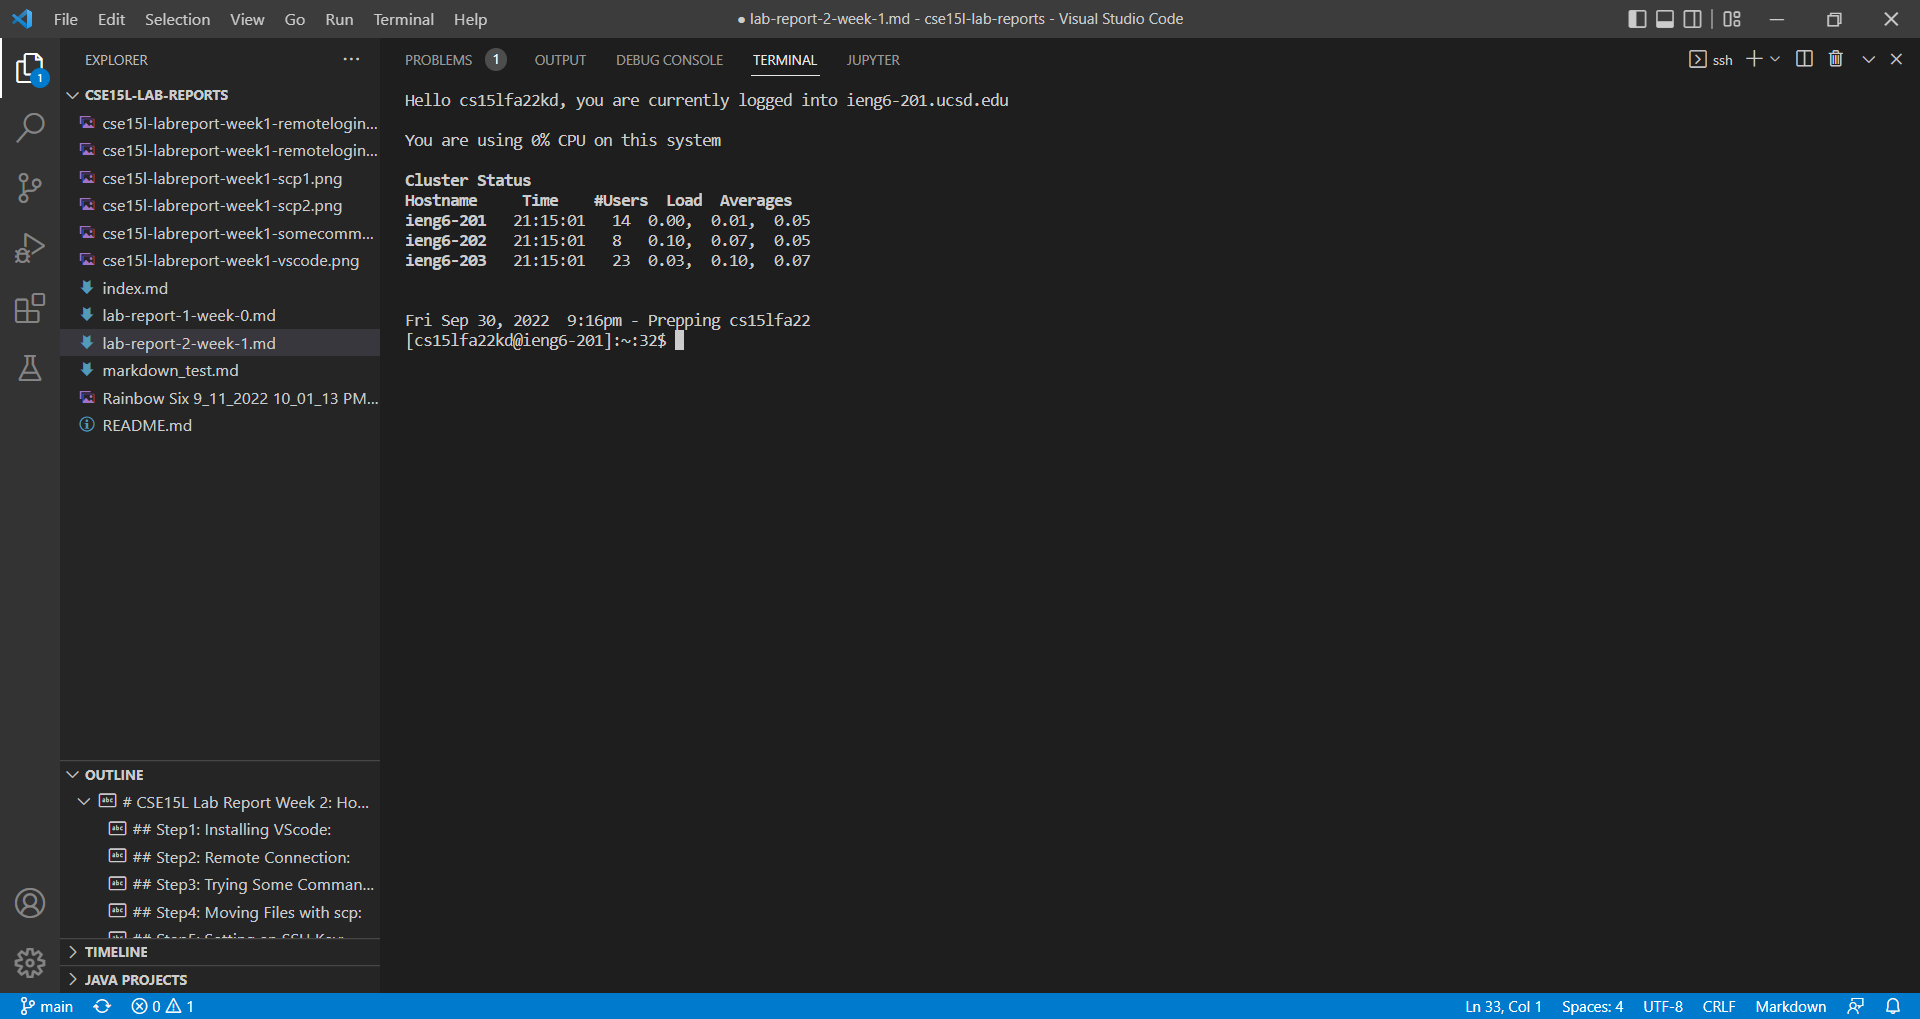 File Edit Selection View Go Run Terminal Help
● lab-report-2-week-1.md - cse15l-lab-reports - Visual Studio Code
1
EXPLORER
CSE15L-LAB-REPORTS
cse15l-labreport-week1-remotelogin...
cse15l-labreport-week1-remotelogin...
cse15l-labreport-week1-scp1.png
cse15l-labreport-week1-scp2.png
cse15l-labreport-week1-somecomm...
cse15l-labreport-week1-vscode.png
index.md
lab-report-1-week-0.md
lab-report-2-week-1.md
markdown_test.md
Rainbow Six 9_11_2022 10_01_13 PM...
README.md
OUTLINE
# CSE15L Lab Report Week 2: Ho...
## Step1: Installing VScode:
## Step2: Remote Connection:
## Step3: Trying Some Comman...
## Step4: Moving Files with scp:
TIMELINE
JAVA PROJECTS
PROBLEMS 1 OUTPUT DEBUG CONSOLE TERMINAL JUPYTER
ssh
Hello cs15lfa22kd, you are currently logged into ieng6-201.ucsd.edu
You are using 0% CPU on this system
Cluster Status
Hostname Time #Users Load Averages
ieng6-201 21:15:01 14 0.00, 0.01, 0.05
ieng6-202 21:15:01 8 0.10, 0.07, 0.05
ieng6-203 21:15:01 23 0.03, 0.10, 0.07
Fri Sep 30, 2022 9:16pm - Prepping cs15lfa22
[cs15lfa22kd@ieng6-201]:~:32$
main 0 1
Ln 33, Col 1 Spaces: 4 UTF-8 CRLF Markdown